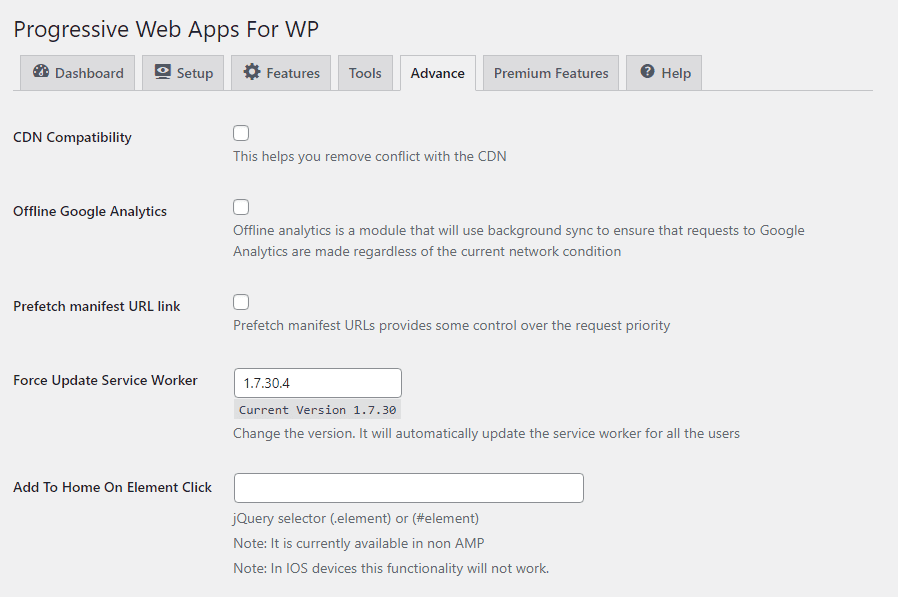 Progressive Web Apps For WP
Dashboard Setup Features Tools Advance Premium Features Help
CDN Compatibility
This helps you remove conflict with the CDN
Offline Google Analytics
Offline analytics is a module that will use background sync to ensure that requests to Google
Analytics are made regardless of the current network condition
Prefetch manifest URL link
Prefetch manifest URLs provides some control over the request priority
Force Update Service Worker 1.7.30.4
Current Version 1.7.30
Change the version. It will automatically update the service worker for all the users
Add To Home On Element Click
jQuery selector (.element) or (#element)
Note: It is currently available in non AMP
Note: In IOS devices this functionality will not work.